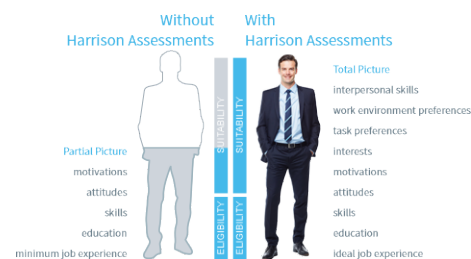 Without
Harrison Assessments
With
Harrison Assessments
Partial Picture
motivations
attitudes
skills
education
minimum job experience
SUITABILITY
ELIGIBILITY
SUITABILITY
ELIGIBILITY
Total Picture
interpersonal skills
work environment preferences
task preferences
interests
motivations
attitudes
skills
education
ideal job experience